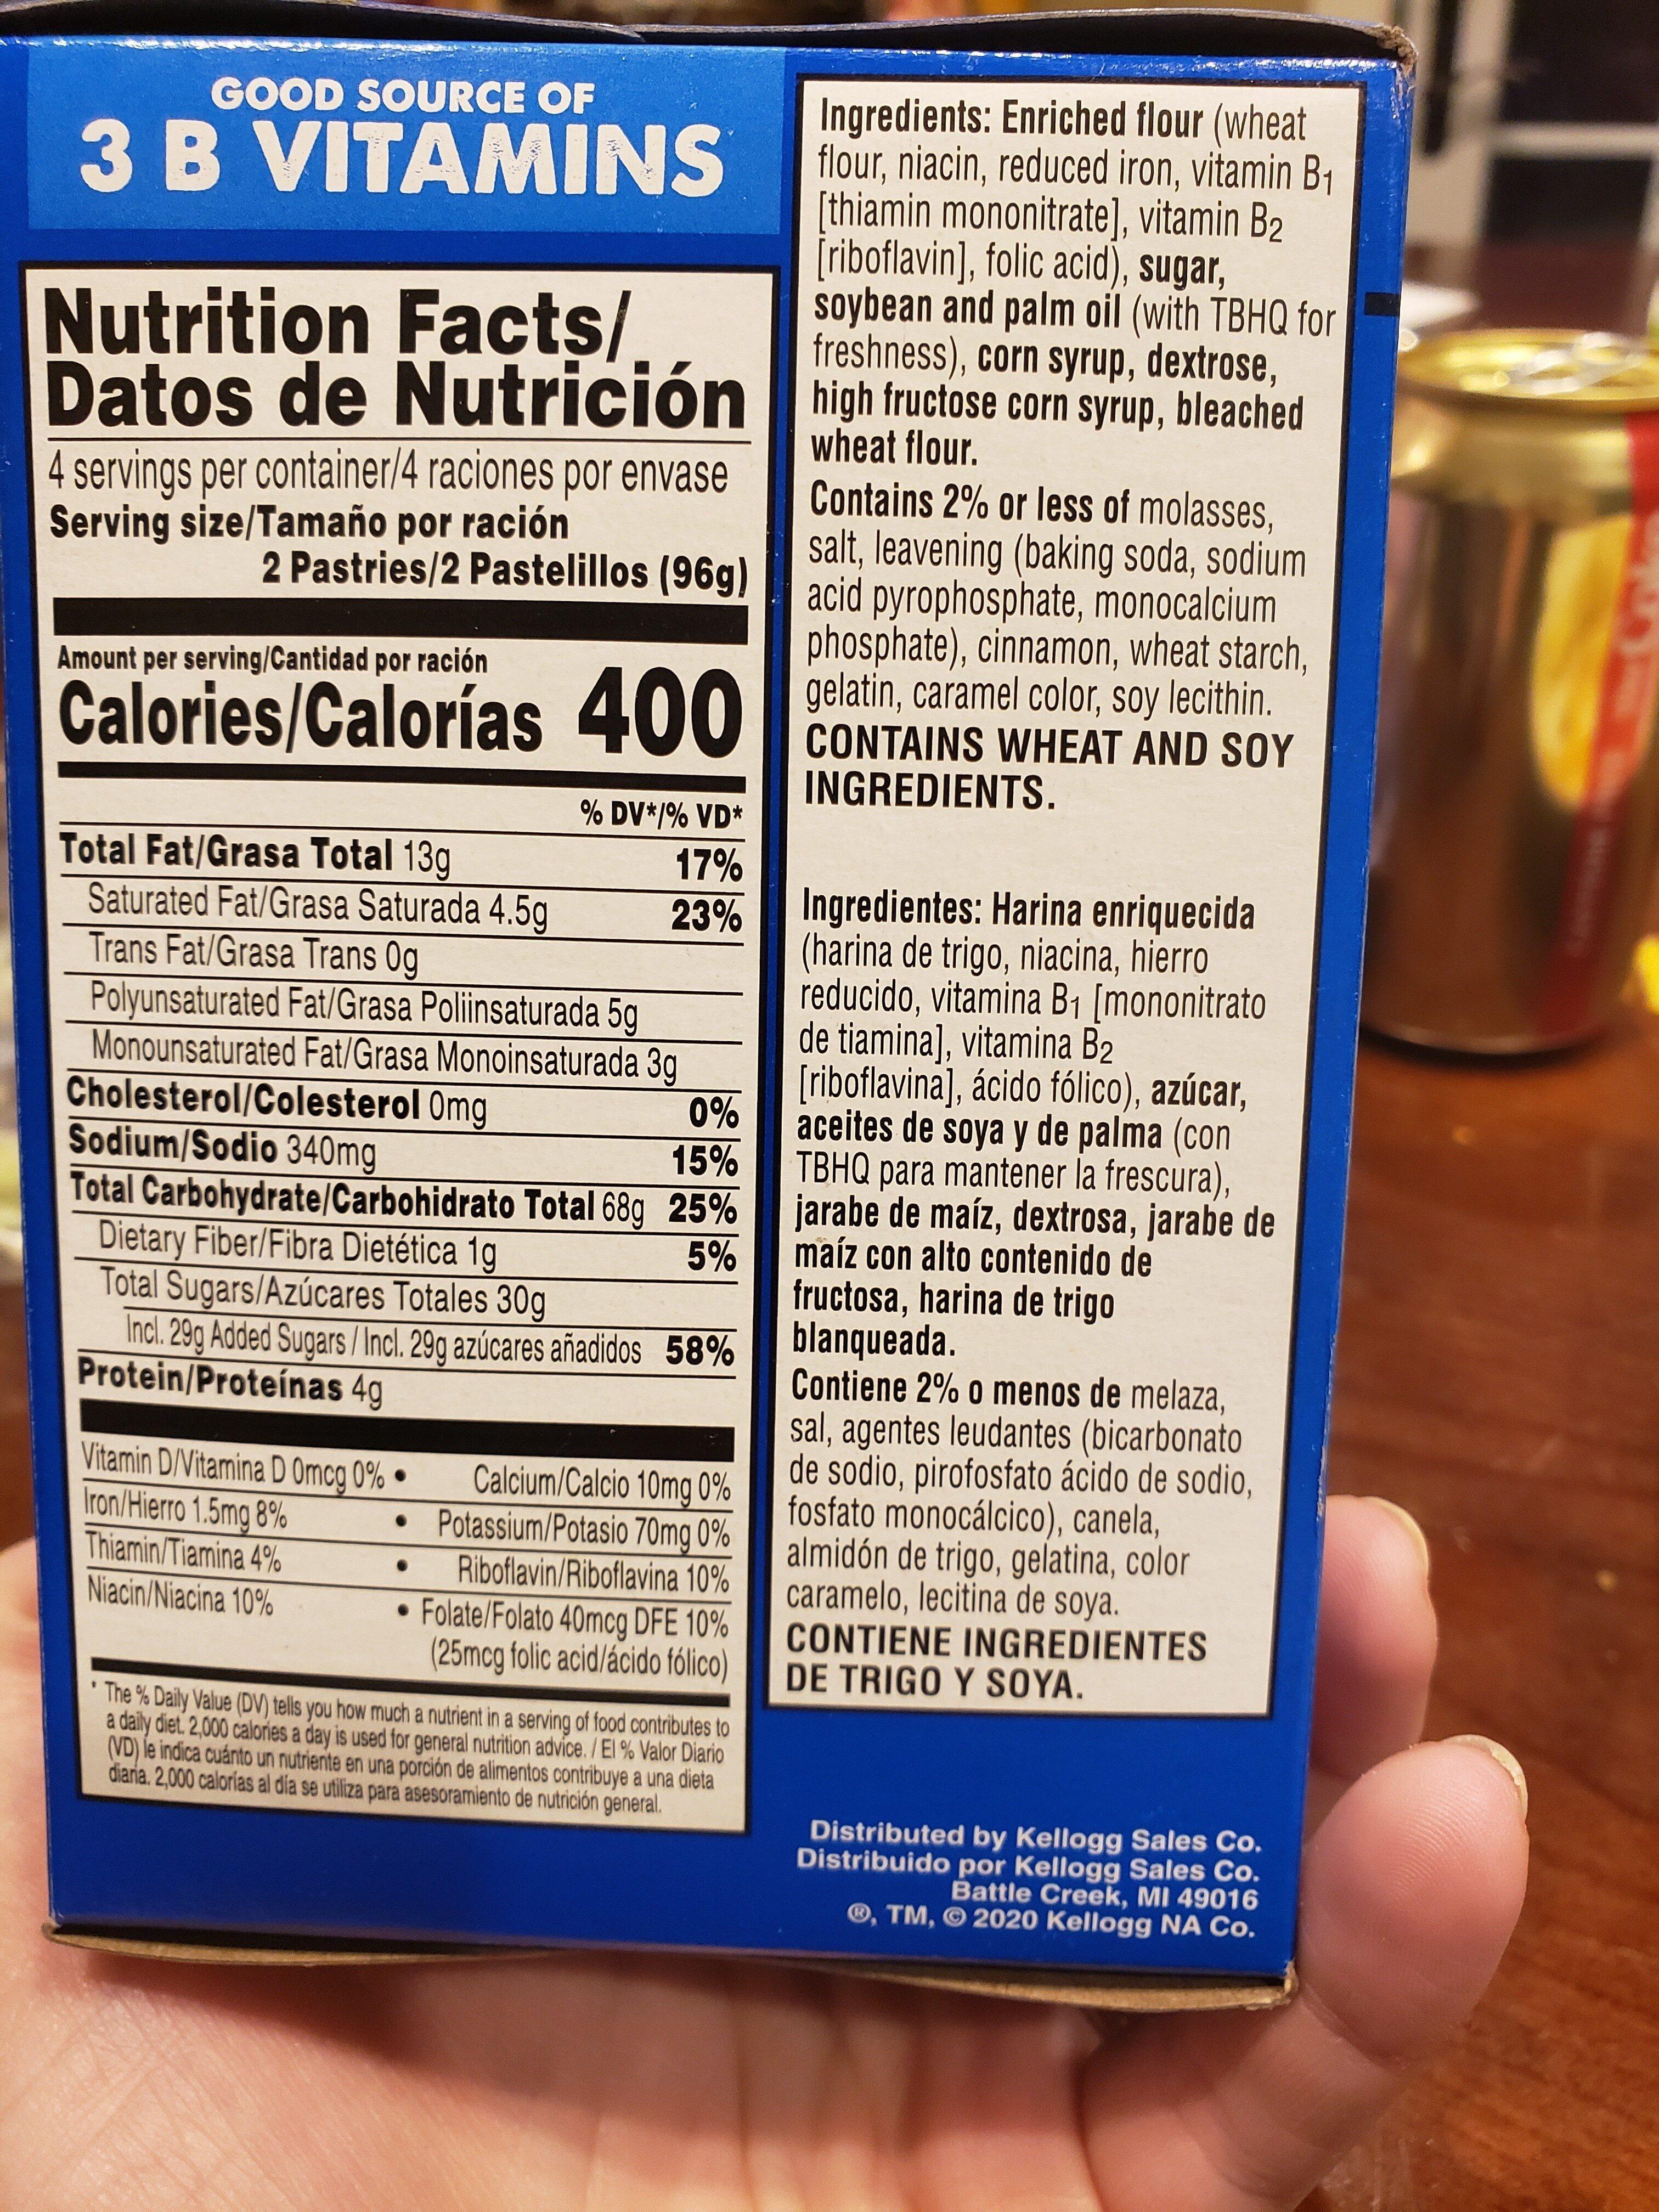 GOOD SOURCE OF
3 B VITAMINS
Nutrition Facts/
Datos de Nutrición
4 servings per container/4 raciones por envase
Serving size/Tamaño por ración
2 Pastries/2 Pastelillos (96g)
Amount per serving/Cantidad por ración
Calories/Calorías 400
% DV*/% VD*
Total Fat/Grasa Total 13g 17%
Saturated Fat/Grasa Saturada 4.5g 23%
Trans Fat/Grasa Trans 0g
Polyunsaturated Fat/Grasa Poliinsaturada 5g
Monounsaturated Fat/Grasa Monoinsaturada 3g
Cholesterol/Colesterol 0mg 0%
Sodium/Sodio 340mg 15%
Total Carbohydrate/Carbohidrato Total 68g 25%
Dietary Fiber/Fibra Dietética 1g 5%
Total Sugars/Azúcares Totales 30g
Incl. 29g Added Sugars / Incl. 29g azúcares añadidos 58%
Protein/Proteínas 4g
Vitamin D/Vitamina D 0mcg 0% • Calcium/Calcio 10mg 0%
Iron/Hierro 1.5mg 8% • Potassium/Potasio 70mg 0%
Thiamin/Tiamina 4% • Riboflavin/Riboflavina 10%
Niacin/Niacina 10% • Folate/Folato 40mcg DFE 10%
(25mcg folic acid/ácido fólico)
* The % Daily Value (DV) tells you how much a nutrient in a serving of food contributes to
a daily diet. 2,000 calories a day is used for general nutrition advice. / El % Valor Diario
(VD) le indica cuánto un nutriente en una porción de alimentos contribuye a una dieta
diaria. 2,000 calorías al día se utiliza para asesoramiento de nutrición general.
Ingredients: Enriched flour (wheat
flour, niacin, reduced iron, vitamin B1
[thiamin mononitrate], vitamin B2
[riboflavin], folic acid), sugar,
soybean and palm oil (with TBHQ for
freshness), corn syrup, dextrose,
high fructose corn syrup, bleached
wheat flour.
Contains 2% or less of molasses,
salt, leavening (baking soda, sodium
acid pyrophosphate, monocalcium
phosphate), cinnamon, wheat starch,
gelatin, caramel color, soy lecithin.
CONTAINS WHEAT AND SOY
INGREDIENTS.
Ingredientes: Harina enriquecida
(harina de trigo, niacina, hierro
reducido, vitamina B1 [mononitrato
de tiamina], vitamina B2
[riboflavina], ácido fólico), azúcar,
aceites de soya y de palma (con
TBHQ para mantener la frescura),
jarabe de maíz, dextrosa, jarabe de
maíz con alto contenido de
fructosa, harina de trigo
blanqueada.
Contiene 2% o menos de melaza,
sal, agentes leudantes (bicarbonato
de sodio, pirofosfato ácido de sodio,
fosfato monocálcico), canela,
almidón de trigo, gelatina, color
caramelo, lecitina de soya.
CONTIENE INGREDIENTES
DE TRIGO Y SOYA.
Distributed by Kellogg Sales Co.
Distribuido por Kellogg Sales Co.
Battle Creek, MI 49016
®, TM, © 2020 Kellogg NA Co.